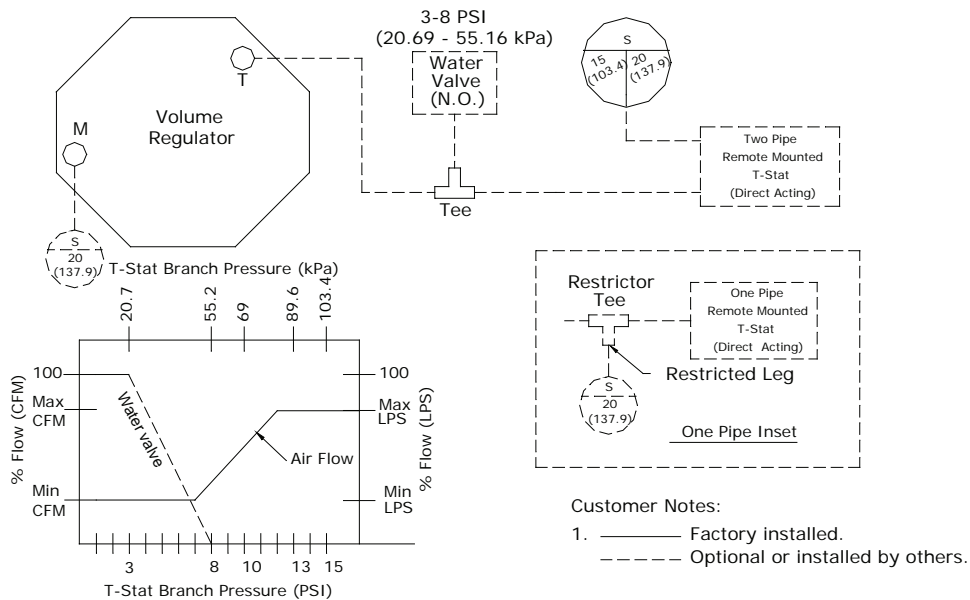 3-8 PSI
(20.69 - 55.16 kPa)
Water
Valve
(N.O.)
S
15
(103.4)
20
(137.9)
T
M
Volume
Regulator
Two Pipe
Remote Mounted
T-Stat
(Direct Acting)
Tee
S
20
(137.9)
T-Stat Branch Pressure (kPa)
20.7
55.2
69
89.6
103.4
% Flow (CFM)
100
Max
CFM
Min
CFM
Water valve
Air Flow
100
Max
LPS
Min
LPS
% Flow (LPS)
3
8
10
13
15
T-Stat Branch Pressure (PSI)
Restrictor
Tee
One Pipe
Remote Mounted
T-Stat
(Direct Acting)
Restricted Leg
S
20
(137.9)
One Pipe Inset
Customer Notes:
1. Factory installed.
Optional or installed by others.